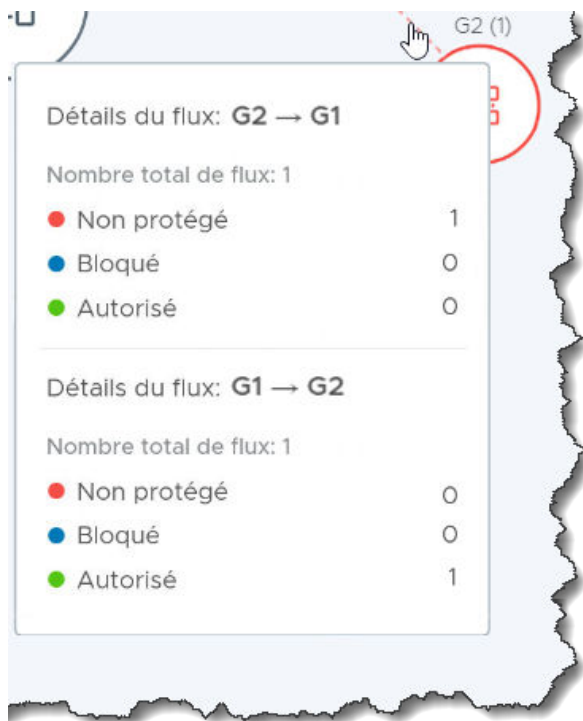 G2 (1)
Détails du flux: G2 → G1
Nombre total de flux: 1
Non protégé 1
Bloqué 0
Autorisé 0
Détails du flux: G1 → G2
Nombre total de flux: 1
Non protégé 0
Bloqué 0
Autorisé 1